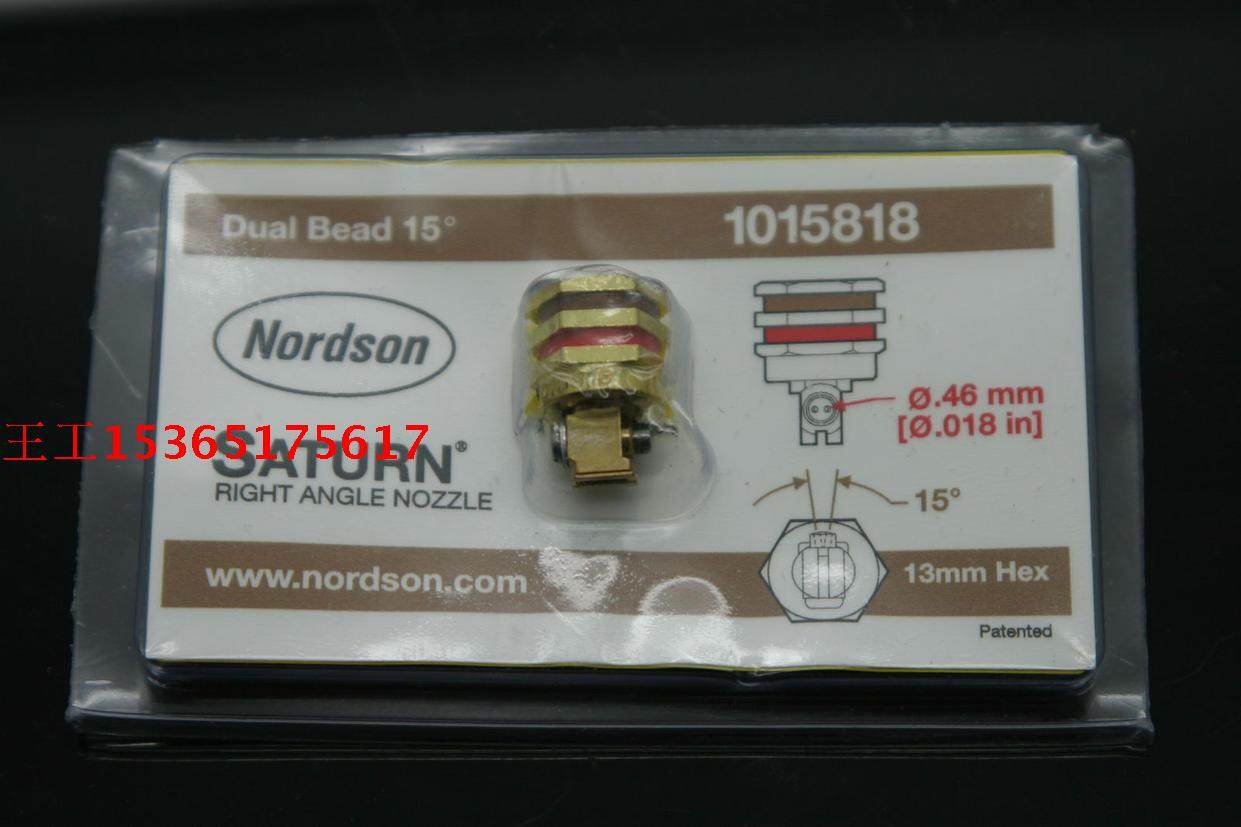 Dual Bead 15°
1015818
Nordson
Ø.46 mm
[Ø.018 in]
王工15365175617
SATURN®
RIGHT ANGLE NOZZLE
15°
www.nordson.com
13mm Hex
Patented